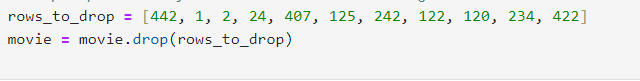 rows_to_drop = [442, 1, 2, 24, 407, 125, 242, 122, 120, 234, 422]
movie = movie.drop(rows_to_drop)